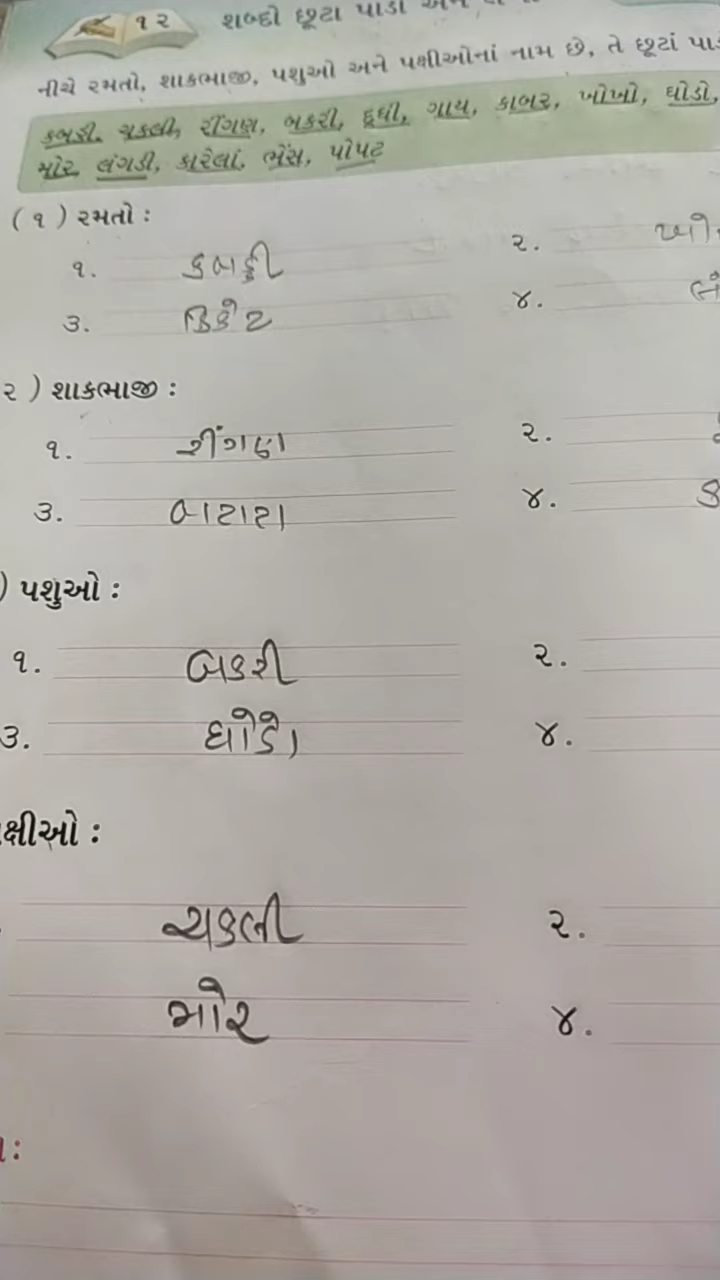 ૧૨ શબ્દો છૂટા પાડો અને
નીચે રમતો, શાકભાજી, પશુઓ અને પક્ષીઓનાં નામ છે, તે છૂટાં
કબડ્ડી, ચકલી, રીંગણ, બકરી, દૂધી, ગાય, કાબર, ખોખો, ઘોડો,
મોર, લંગડી, કારેલાં, ભેંસ, પોપટ
(૧) રમતો :
૧. કબડ્ડી ૨.
૩. ક્રિકેટ ૪.
૨) શાકભાજી :
૧. રીંગણ ૨.
૩. બટાટા ૪.
) પશુઓ :
૧. બકરી ૨.
૩. ઘોડો ૪.
ક્ષીઓ :
ચકલી ૨.
મોર ૪.